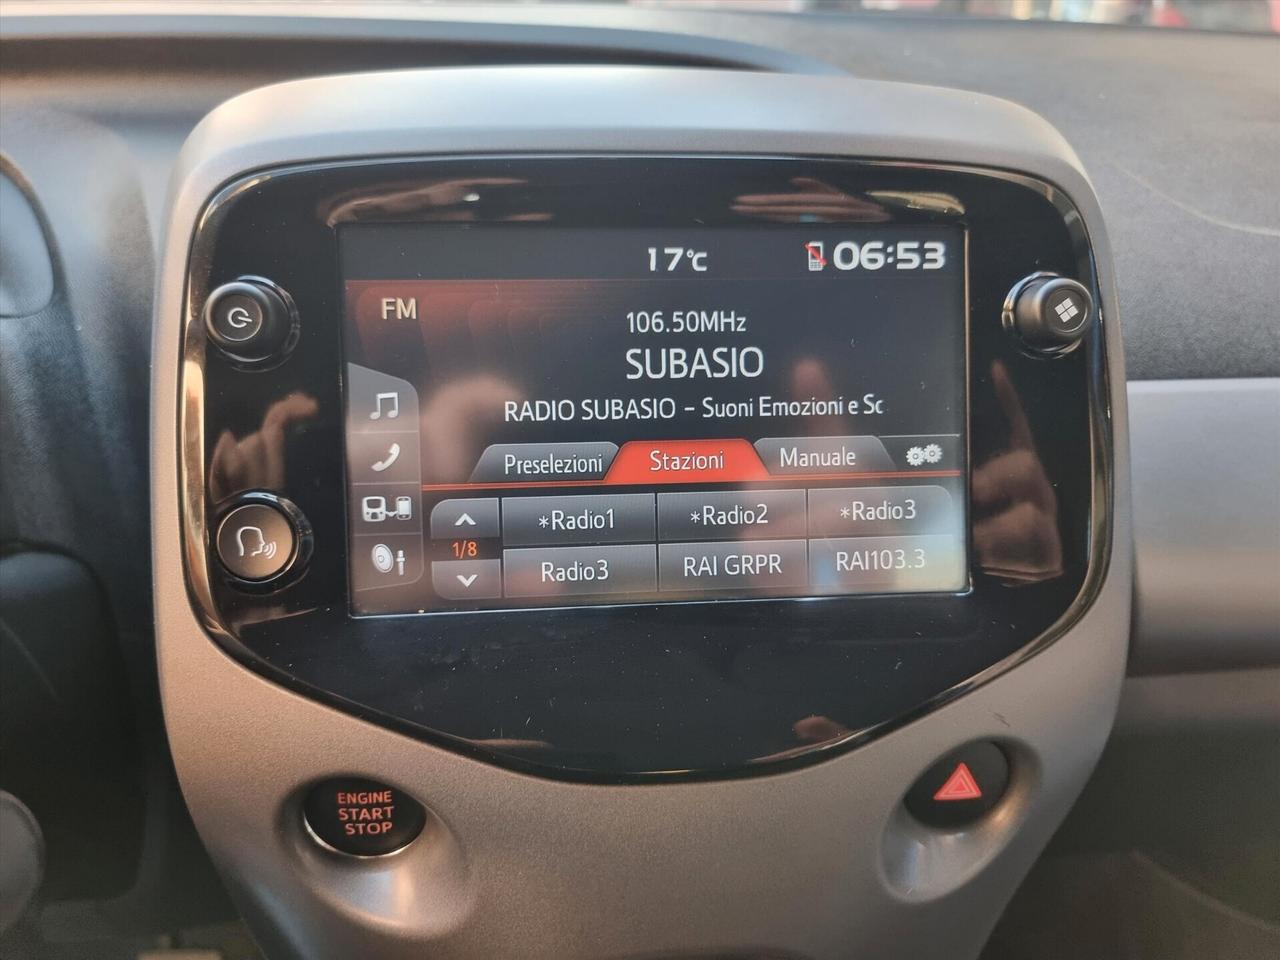 17°C 06:53
FM
106.50MHz
SUBASIO
RADIO SUBASIO - Suoni Emozioni e Sc
Preselezioni Stazioni Manuale
*Radio1 *Radio2 *Radio3
1/8
Radio3 RAI GRPR RAI103.3
ENGINE
START
STOP